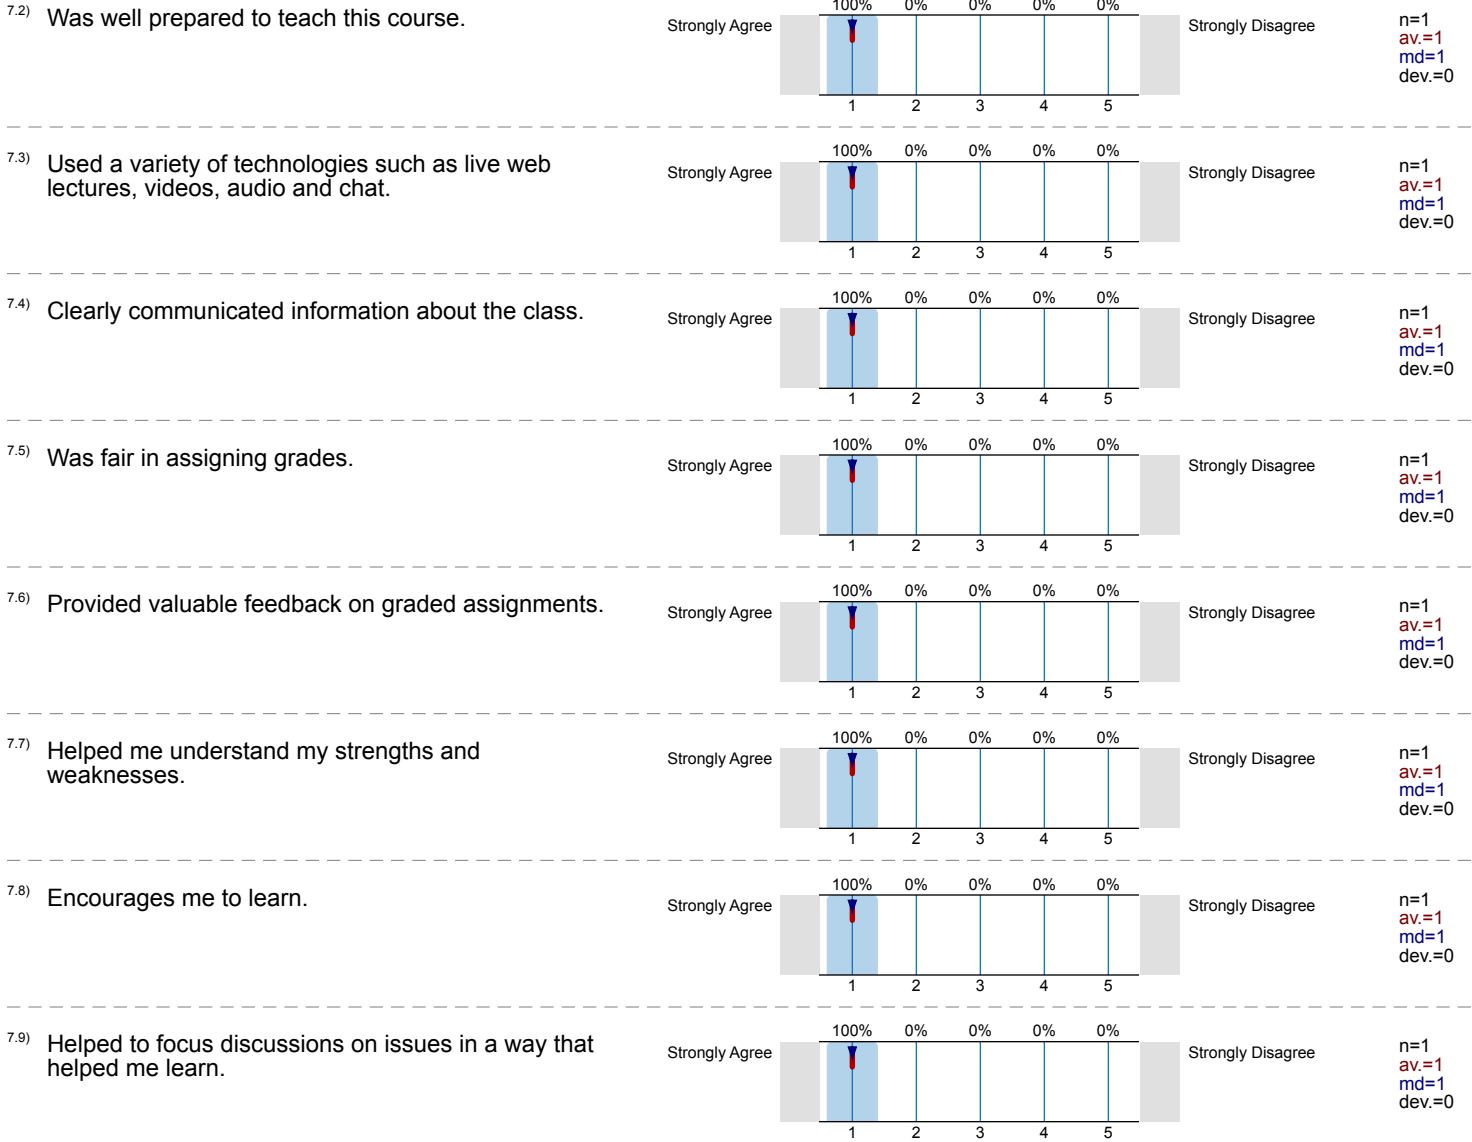 7.2) Was well prepared to teach this course.
100% 0% 0% 0% 0%
Strongly Agree Strongly Disagree
n=1
av.=1
md=1
dev.=0
1 2 3 4 5
7.3) Used a variety of technologies such as live web
lectures, videos, audio and chat.
100% 0% 0% 0% 0%
Strongly Agree Strongly Disagree
n=1
av.=1
md=1
dev.=0
1 2 3 4 5
7.4) Clearly communicated information about the class.
100% 0% 0% 0% 0%
Strongly Agree Strongly Disagree
n=1
av.=1
md=1
dev.=0
1 2 3 4 5
7.5) Was fair in assigning grades.
100% 0% 0% 0% 0%
Strongly Agree Strongly Disagree
n=1
av.=1
md=1
dev.=0
1 2 3 4 5
7.6) Provided valuable feedback on graded assignments.
100% 0% 0% 0% 0%
Strongly Agree Strongly Disagree
n=1
av.=1
md=1
dev.=0
1 2 3 4 5
7.7) Helped me understand my strengths and
weaknesses.
100% 0% 0% 0% 0%
Strongly Agree Strongly Disagree
n=1
av.=1
md=1
dev.=0
1 2 3 4 5
7.8) Encourages me to learn.
100% 0% 0% 0% 0%
Strongly Agree Strongly Disagree
n=1
av.=1
md=1
dev.=0
1 2 3 4 5
7.9) Helped to focus discussions on issues in a way that
helped me learn.
100% 0% 0% 0% 0%
Strongly Agree Strongly Disagree
n=1
av.=1
md=1
dev.=0
1 2 3 4 5